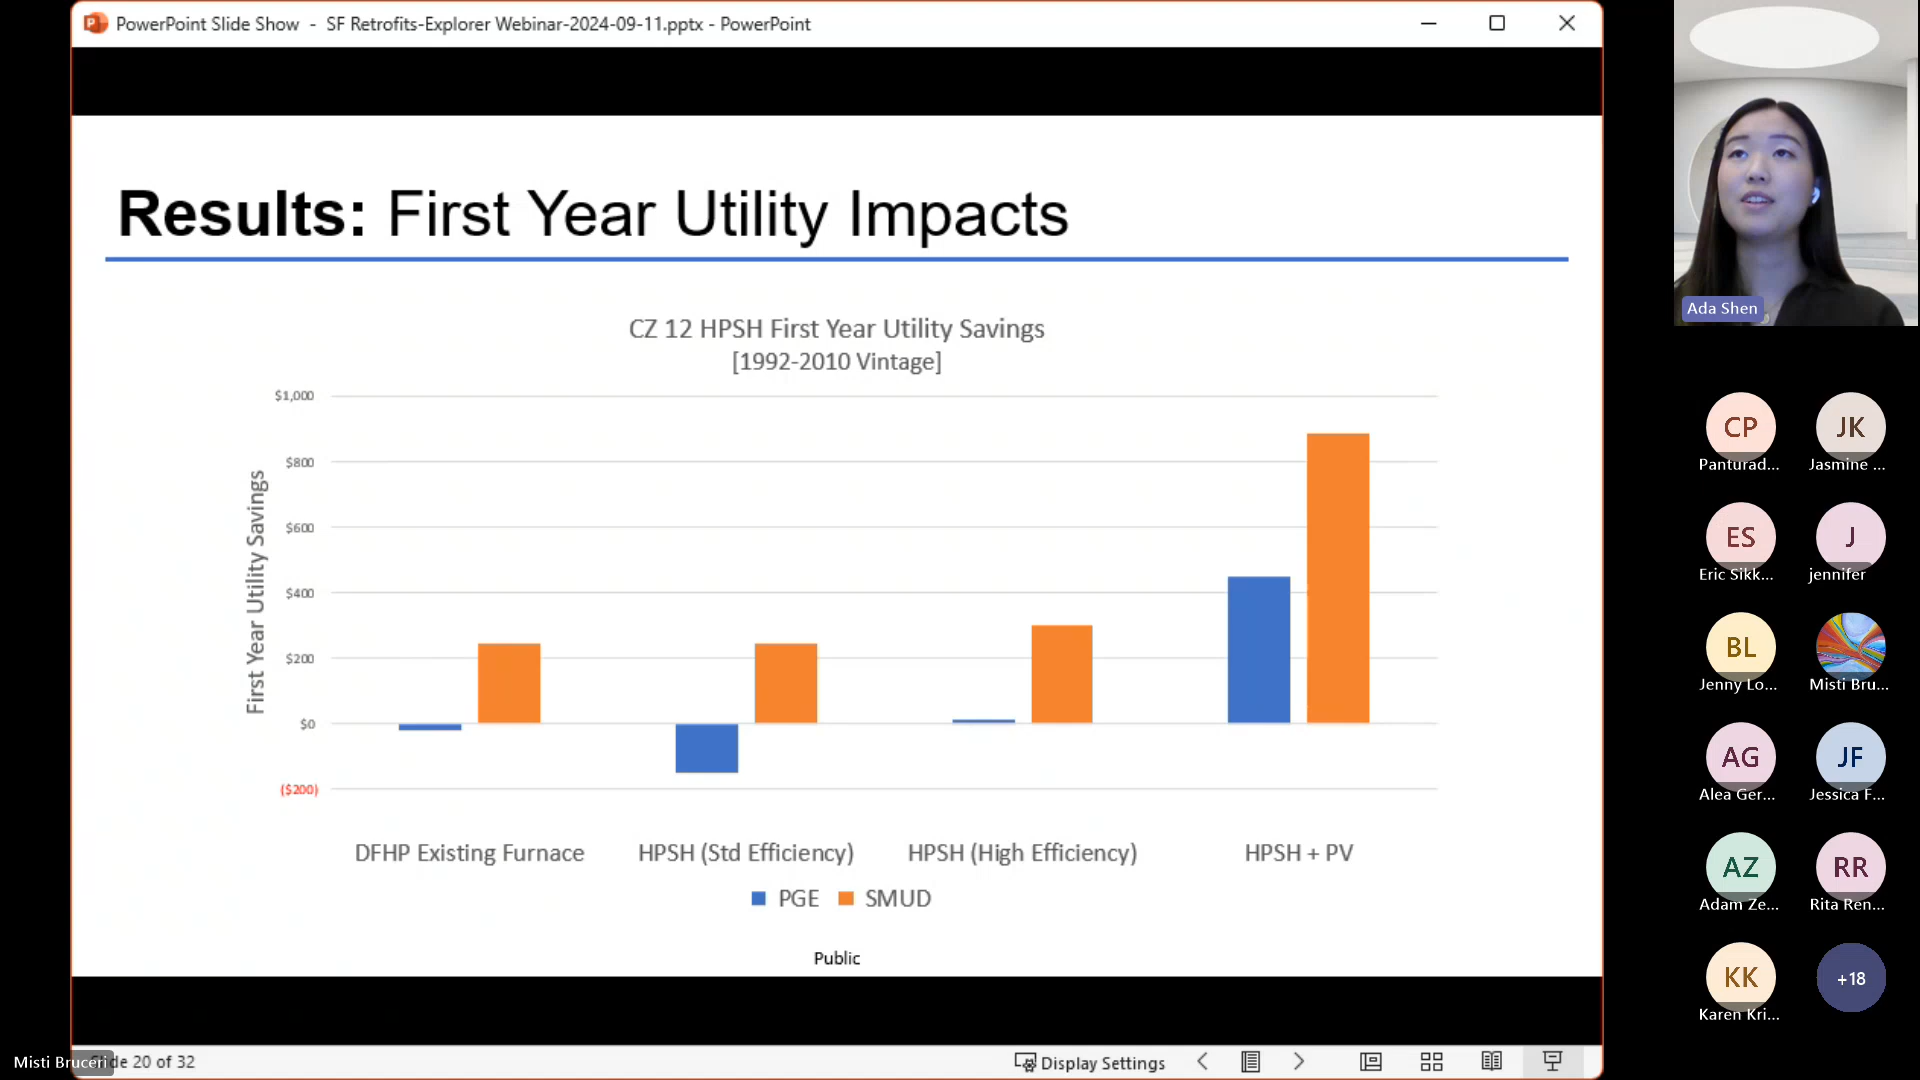 PowerPoint Slide Show - SF Retrofits-Explorer Webinar-2024-09-11.pptx - PowerPoint
Results: First Year Utility Impacts
CZ 12 HPSH First Year Utility Savings
[1992-2010 Vintage]
First Year Utility Savings
$1,000
$800
$600
$400
$200
$0
($200)
DFHP Existing Furnace
HPSH (Std Efficiency)
HPSH (High Efficiency)
HPSH + PV
PGE
SMUD
Public
Misti Bruceri
de 20 of 32
Display Settings
Ada Shen
CP
Panturad...
JK
Jasmine ...
ES
Eric Sikk...
J
jennifer
BL
Jenny Lo...
Misti Bru...
AG
Alea Ger...
JF
Jessica F...
AZ
Adam Ze...
RR
Rita Ren...
KK
Karen Kri...
+18